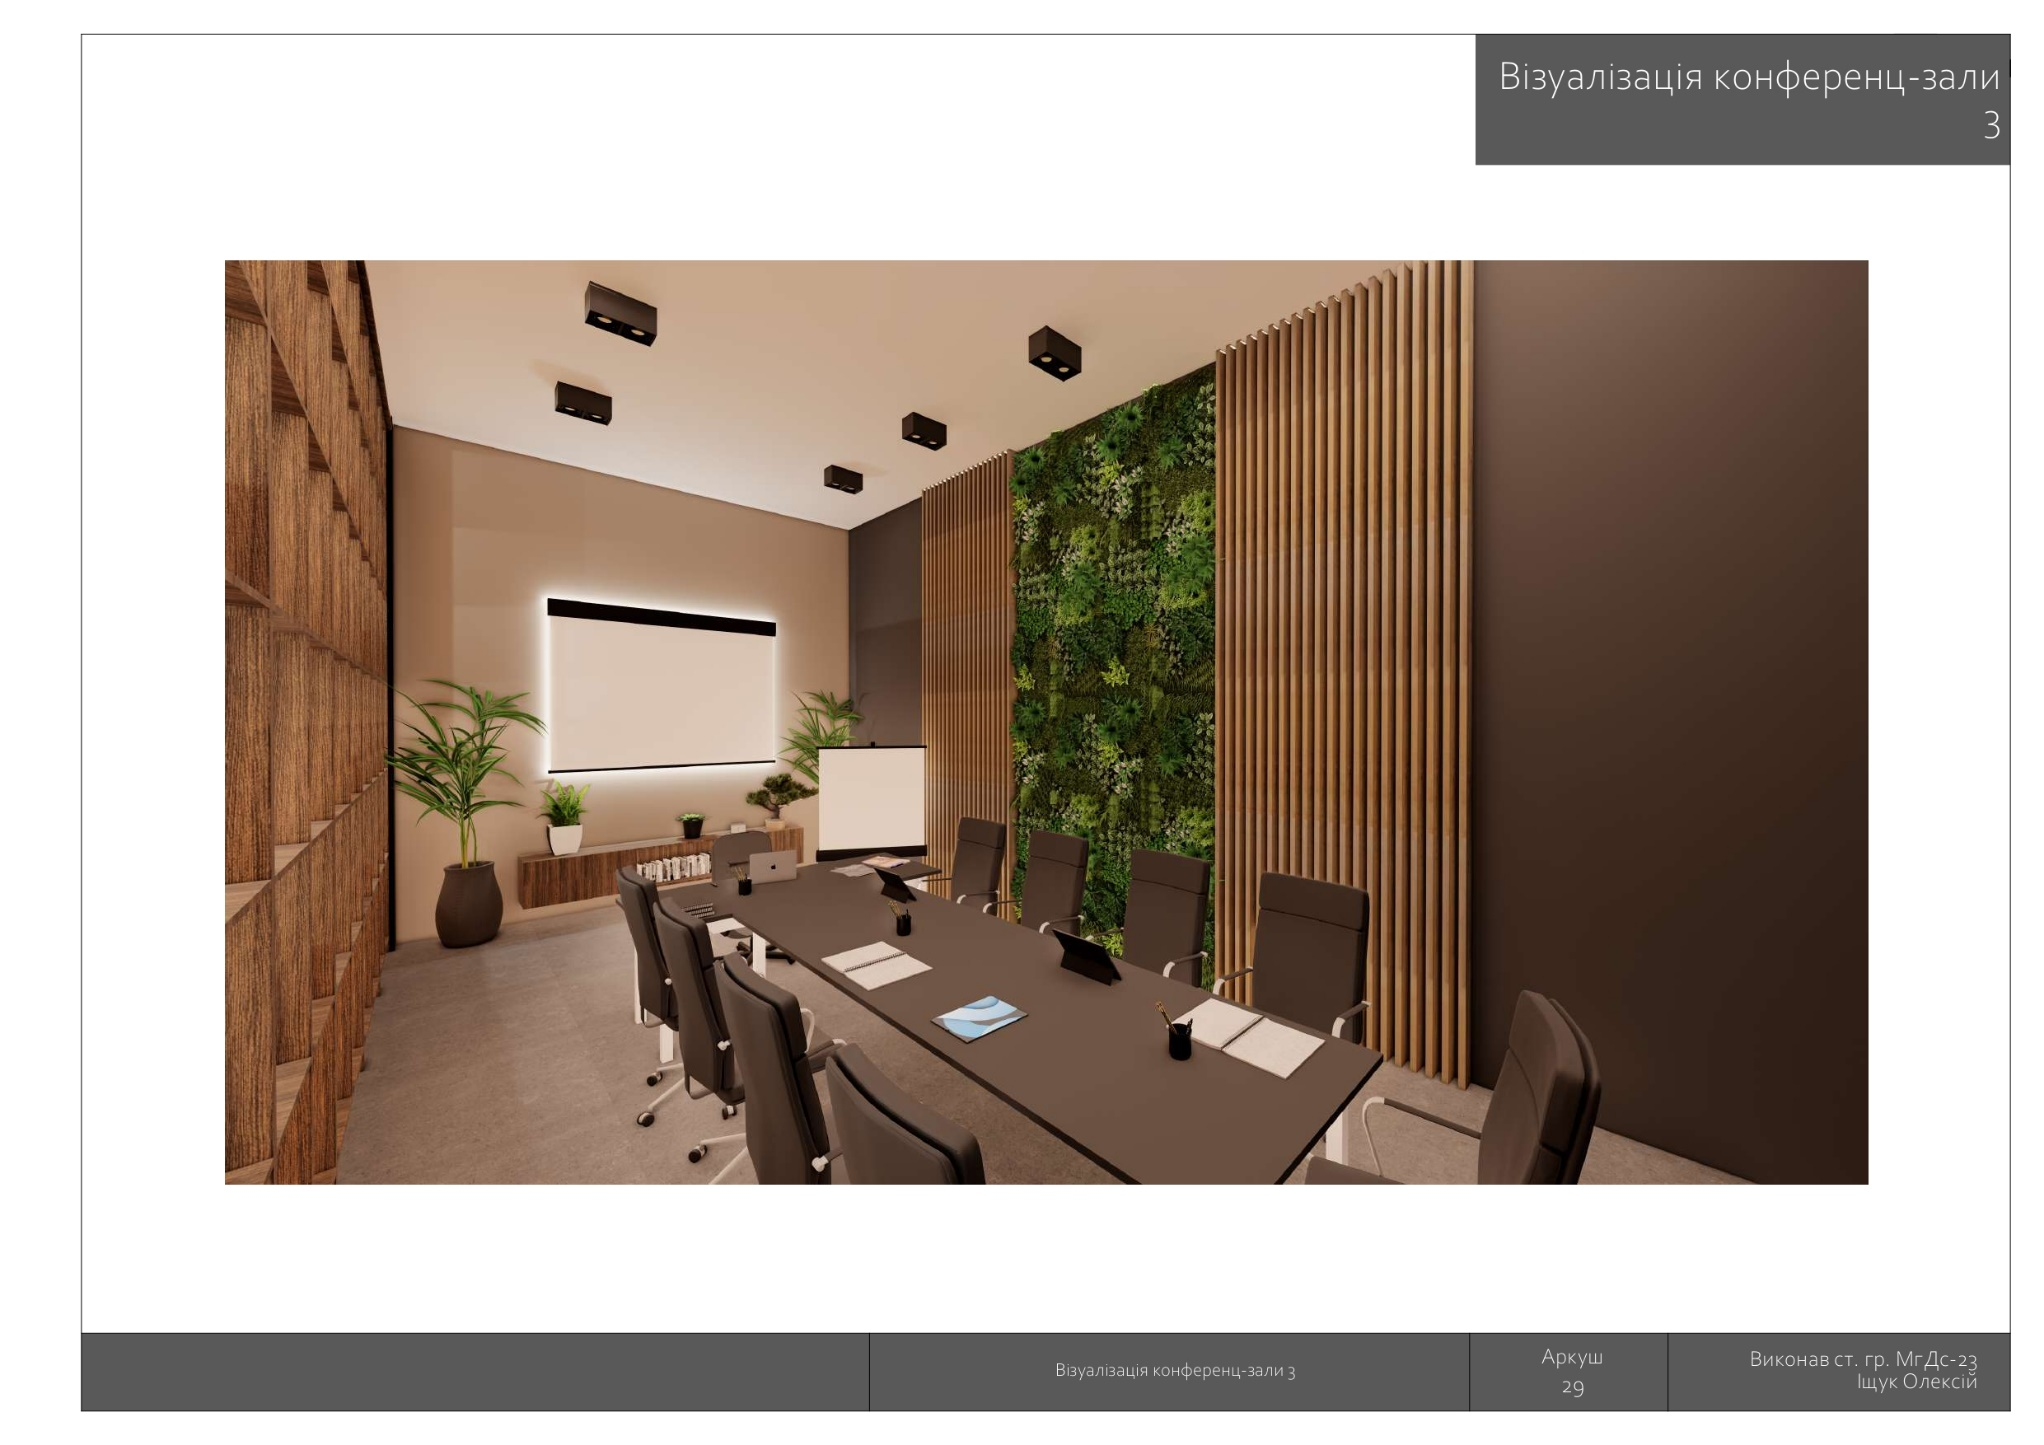 Візуалізація конференц-зали
3
Візуалізація конференц-зали 3
Аркуш
29
Виконав ст. гр. МгДс-23
Іщук Олексій